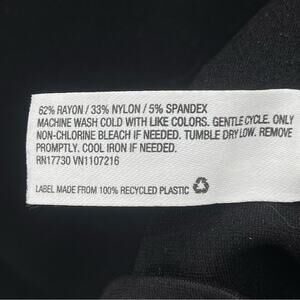 62% RAYON / 33% NYLON / 5% SPANDEX
MACHINE WASH COLD WITH LIKE COLORS. GENTLE CYCLE. ONLY
NON-CHLORINE BLEACH IF NEEDED. TUMBLE DRY LOW. REMOVE
PROMPTLY. COOL IRON IF NEEDED.
RN17730 VN1107216
LABEL MADE FROM 100% RECYCLED PLASTIC